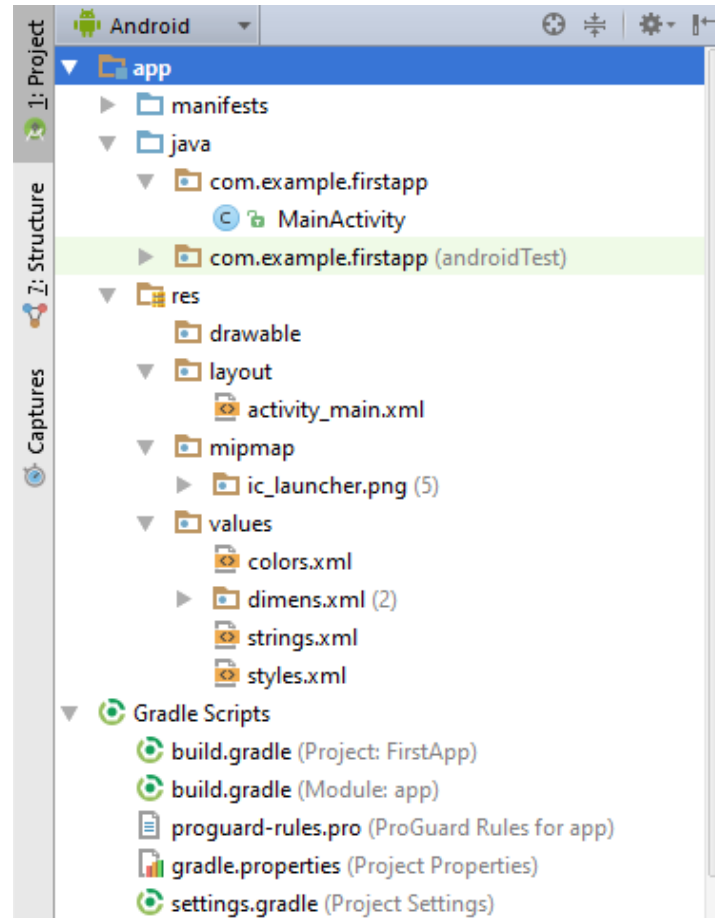 Android
1: Project
7: Structure
Captures
app
manifests
java
com.example.firstapp
C MainActivity
com.example.firstapp (androidTest)
res
drawable
layout
activity_main.xml
mipmap
ic_launcher.png (5)
values
colors.xml
dimens.xml (2)
strings.xml
styles.xml
Gradle Scripts
build.gradle (Project: FirstApp)
build.gradle (Module: app)
proguard-rules.pro (ProGuard Rules for app)
gradle.properties (Project Properties)
settings.gradle (Project Settings)